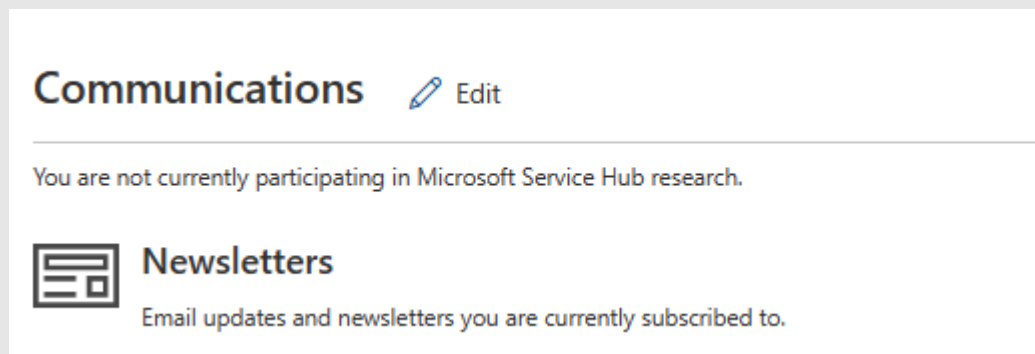 Communications Edit
You are not currently participating in Microsoft Service Hub research.
Newsletters
Email updates and newsletters you are currently subscribed to.